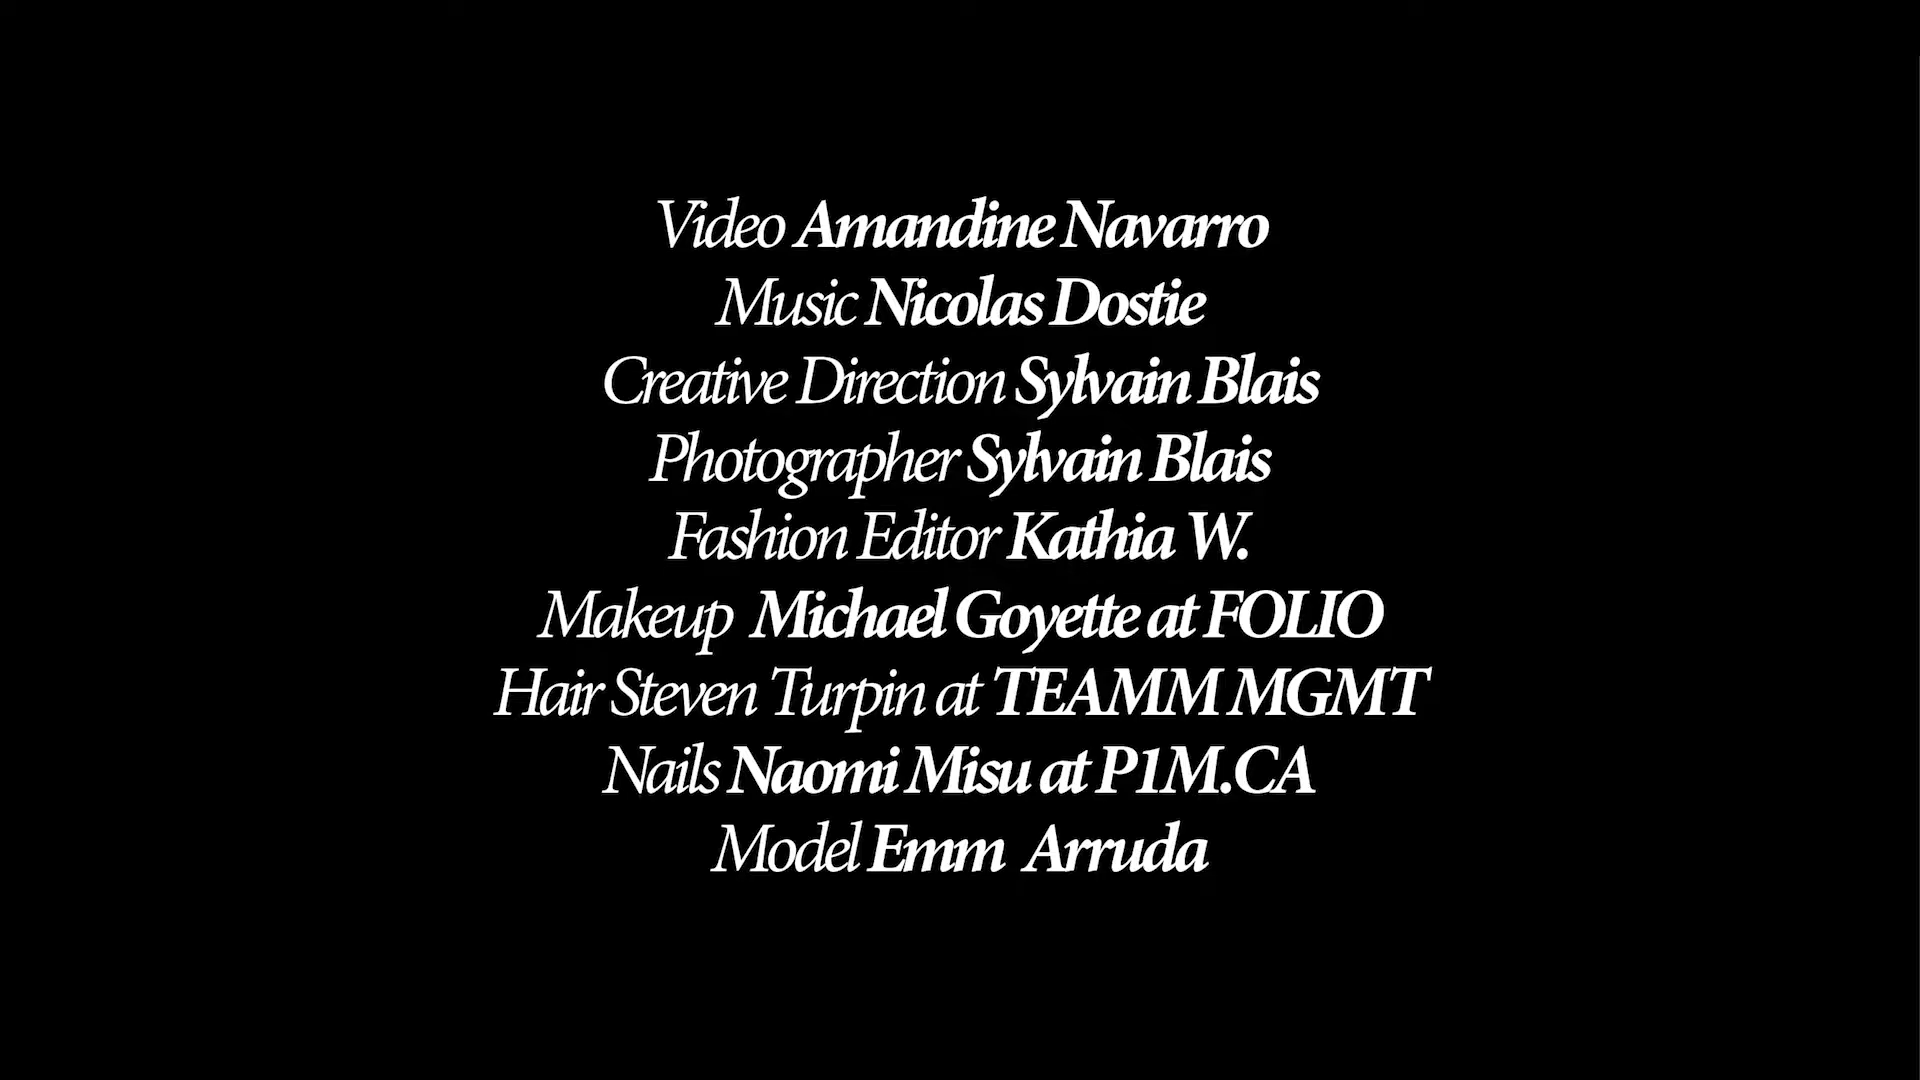 Video Amandine Navarro
Music Nicolas Dostie
Creative Direction Sylvain Blais
Photographer Sylvain Blais
Fashion Editor Kathia W.
Makeup Michael Goyette at FOLIO
Hair Steven Turpin at TEAMM MGMT
Nails Naomi Misu at P1M.CA
Model Emm Arruda